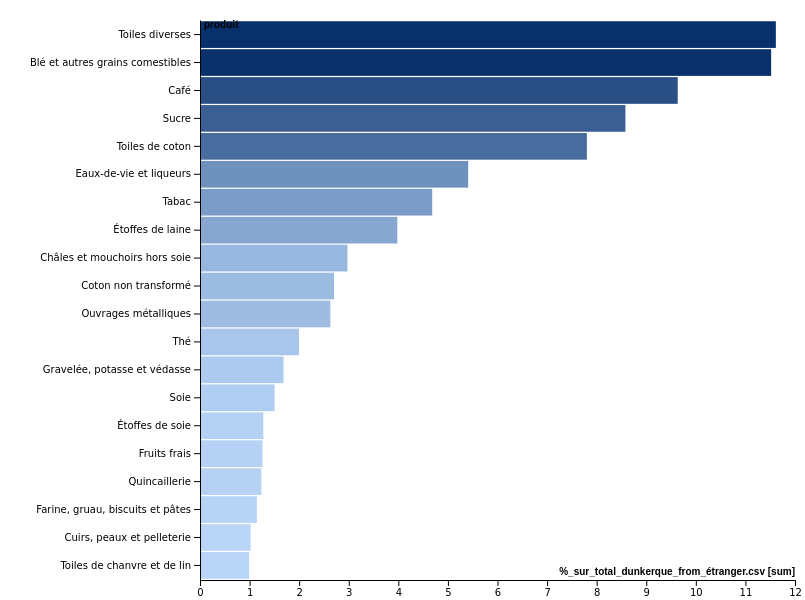 produit
Toiles diverses
Blé et autres grains comestibles
Café
Sucre
Toiles de coton
Eaux-de-vie et liqueurs
Tabac
Étoffes de laine
Châles et mouchoirs hors soie
Coton non transformé
Ouvrages métalliques
Thé
Gravelée, potasse et védasse
Soie
Étoffes de soie
Fruits frais
Quincaillerie
Farine, gruau, biscuits et pâtes
Cuirs, peaux et pelleterie
Toiles de chanvre et de lin
%_sur_total_dunkerque_from_étranger.csv [sum]
0 1 2 3 4 5 6 7 8 9 10 11 12